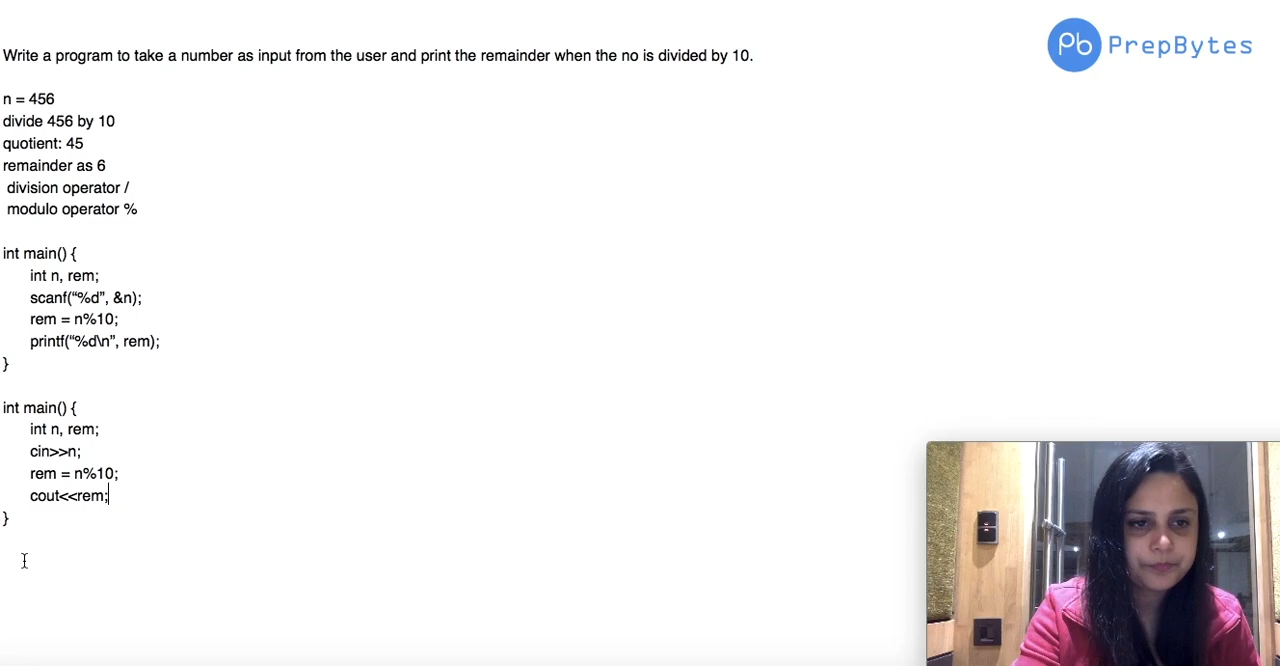 Pb PrepBytes
Write a program to take a number as input from the user and print the remainder when the no is divided by 10.
n = 456
divide 456 by 10
quotient: 45
remainder as 6
division operator /
modulo operator %
int main() {
int n, rem;
scanf(“%d”, &n);
rem = n%10;
printf(“%d\n”, rem);
}
int main() {
int n, rem;
cin>>n;
rem = n%10;
cout<<rem;
}